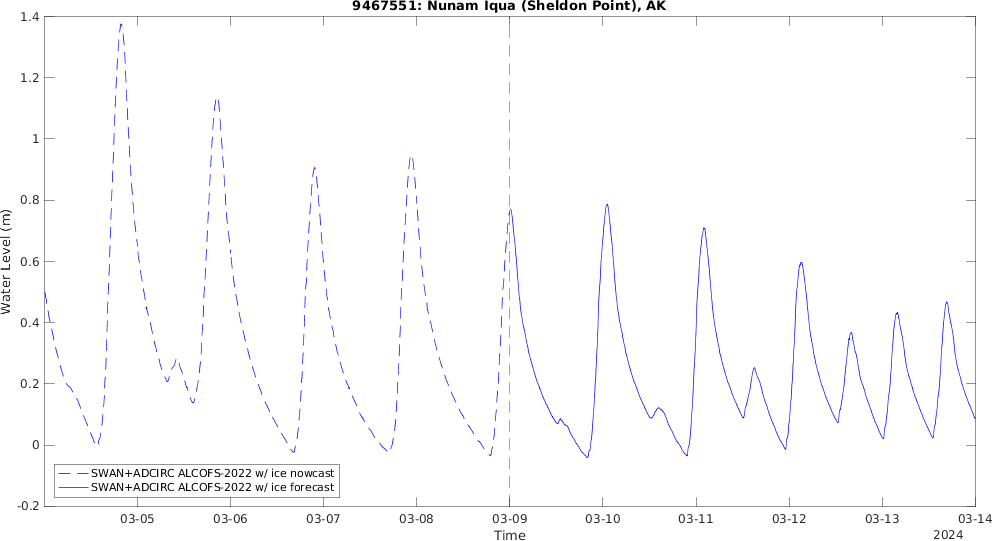 9467551: Nunam Iqua (Sheldon Point), AK
1.4
1.2
1
0.8
0.6
0.4
0.2
0
-0.2
Water Level (m)
SWAN+ADCIRC ALCOFS-2022 w/ ice nowcast
SWAN+ADCIRC ALCOFS-2022 w/ ice forecast
03-05 03-06 03-07 03-08 03-09 03-10 03-11 03-12 03-13 03-14
Time
2024